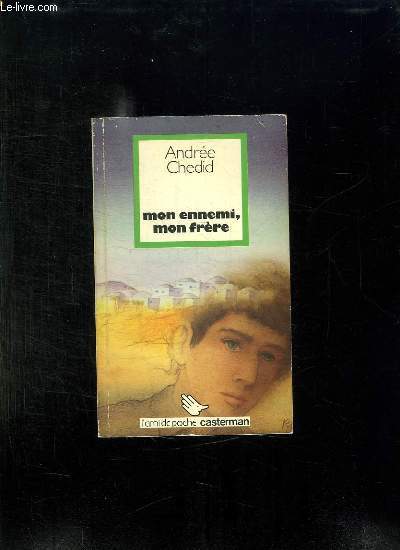 Le-livre.com
Andrée
Chedid
mon ennemi,
mon frère
l'ami de poche casterman